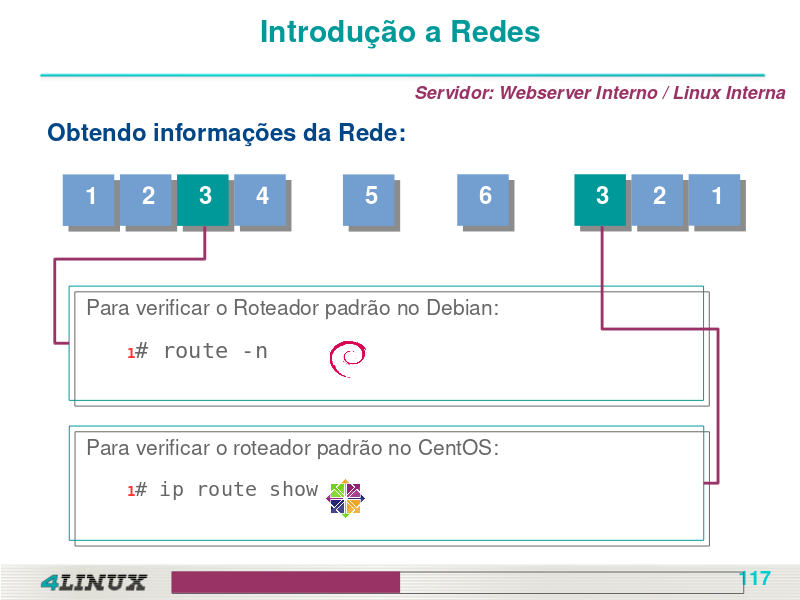 Introdução a Redes
Servidor: Webserver Interno / Linux Interna
Obtendo informações da Rede:
1 2 3 4 5 6 3 2 1
Para verificar o Roteador padrão no Debian:
1# route -n
Para verificar o roteador padrão no CentOS:
1# ip route show
4LINUX
117